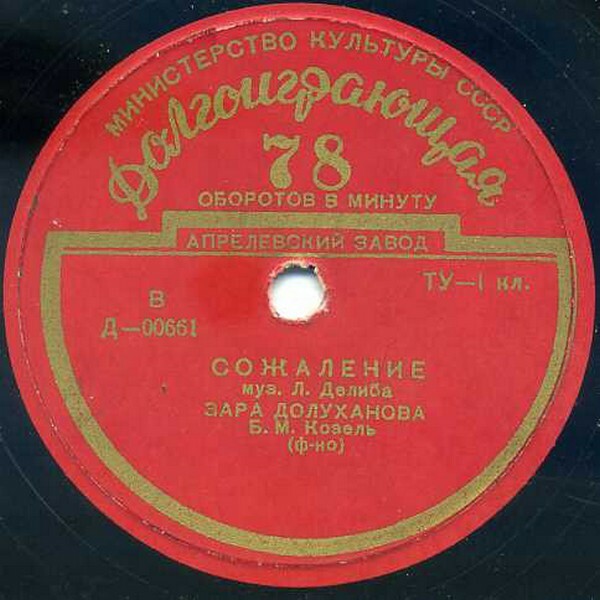 МИНИСТЕРСТВО КУЛЬТУРЫ СССР
Долгоиграющая
78
ОБОРОТОВ В МИНУТУ
АПРЕЛЕВСКИЙ ЗАВОД
ТУ—1 кл.
В
Д—00661
СОЖАЛЕНИЕ
муз. Л. Делиба
ЗАРА ДОЛУХАНОВА
Б. М. Козель
(ф-но)